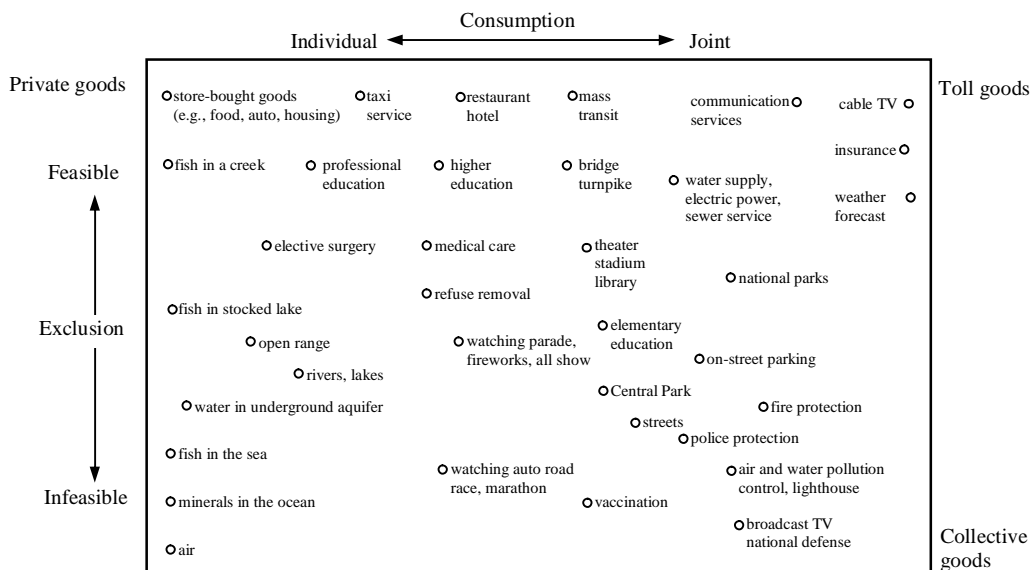 Consumption
Individual
Joint
Private goods
Toll goods
store-bought goods
(e.g., food, auto, housing)
taxi
service
restaurant
hotel
mass
transit
communication
services
cable TV
insurance
Feasible
fish in a creek
professional
education
higher
education
bridge
turnpike
water supply,
electric power,
sewer service
weather
forecast
elective surgery
medical care
theater
stadium
library
national parks
refuse removal
fish in stocked lake
Exclusion
elementary
education
open range
watching parade,
fireworks, all show
on-street parking
rivers, lakes
Central Park
water in underground aquifer
fire protection
streets
police protection
fish in the sea
watching auto road
race, marathon
air and water pollution
control, lighthouse
Infeasible
minerals in the ocean
vaccination
broadcast TV
national defense
air
Collective
goods